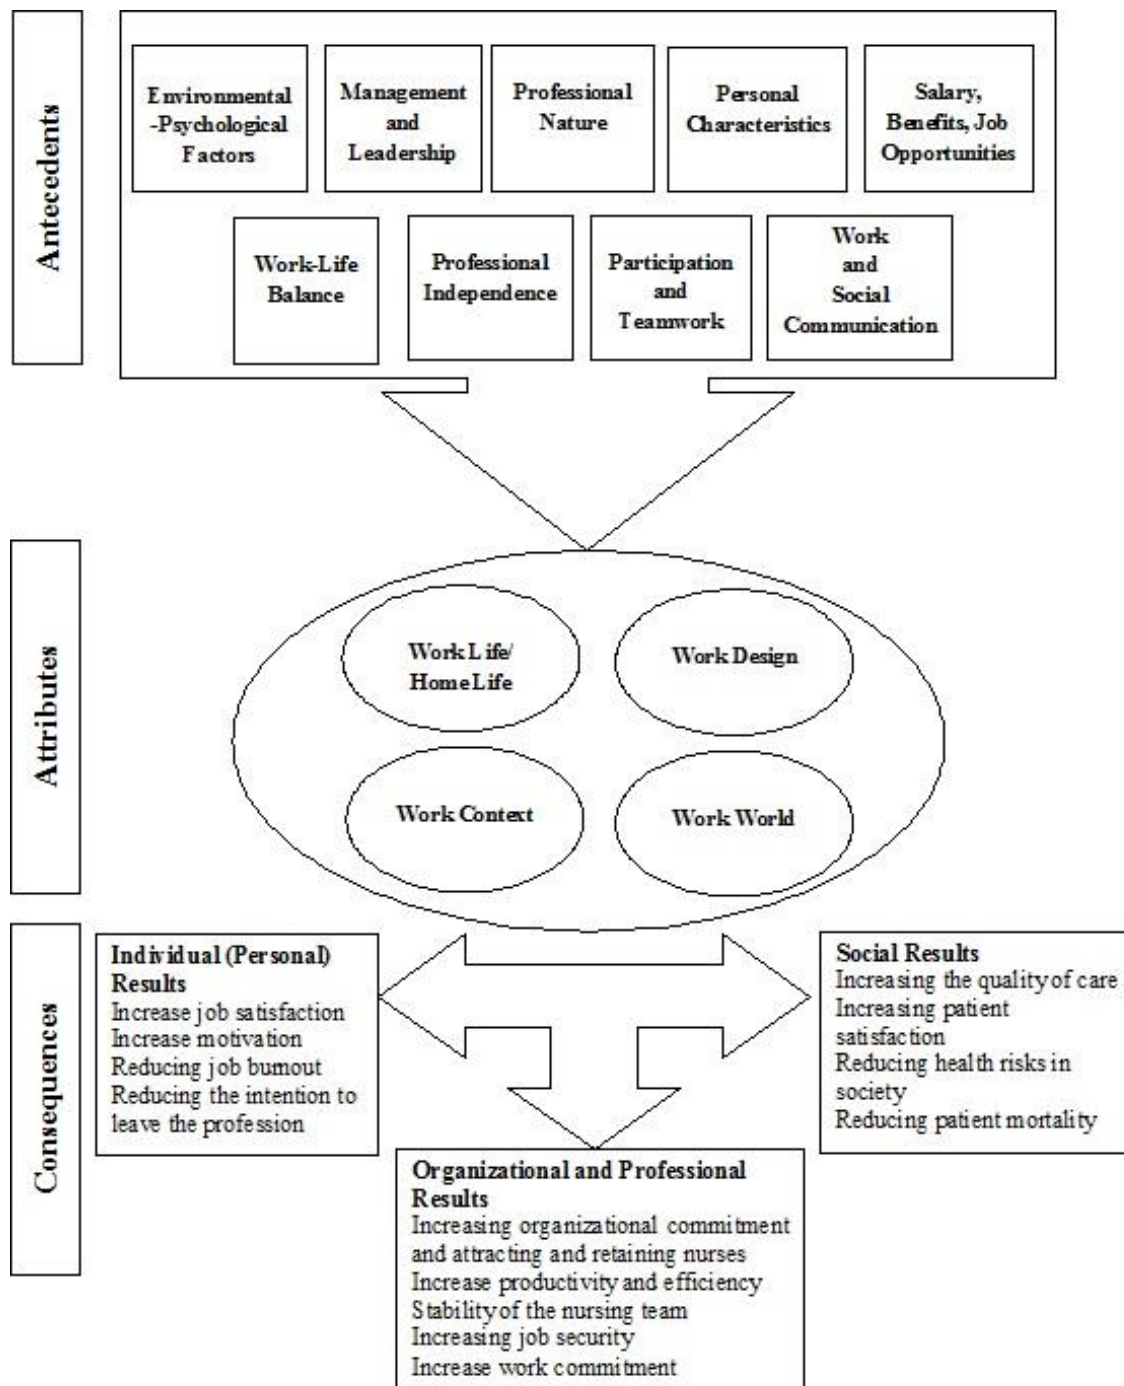 Antecedents
Environmental
-Psychological
Factors
Management
and
Leadership
Professional
Nature
Personal
Characteristics
Salary,
Benefits, Job
Opportunities
Work-Life
Balance
Professional
Independence
Participation
and
Teamwork
Work
and
Social
Communication
Attributes
Work Life/
Home Life
Work Design
Work Context
Work World
Consequences
Individual (Personal)
Results
Increase job satisfaction
Increase motivation
Reducing job burnout
Reducing the intention to
leave the profession
Social Results
Increasing the quality of care
Increasing patient
satisfaction
Reducing health risks in
society
Reducing patient mortality
Organizational and Professional
Results
Increasing organizational commitment
and attracting and retaining nurses
Increase productivity and efficiency
Stability of the nursing team
Increasing job security
Increase work commitment